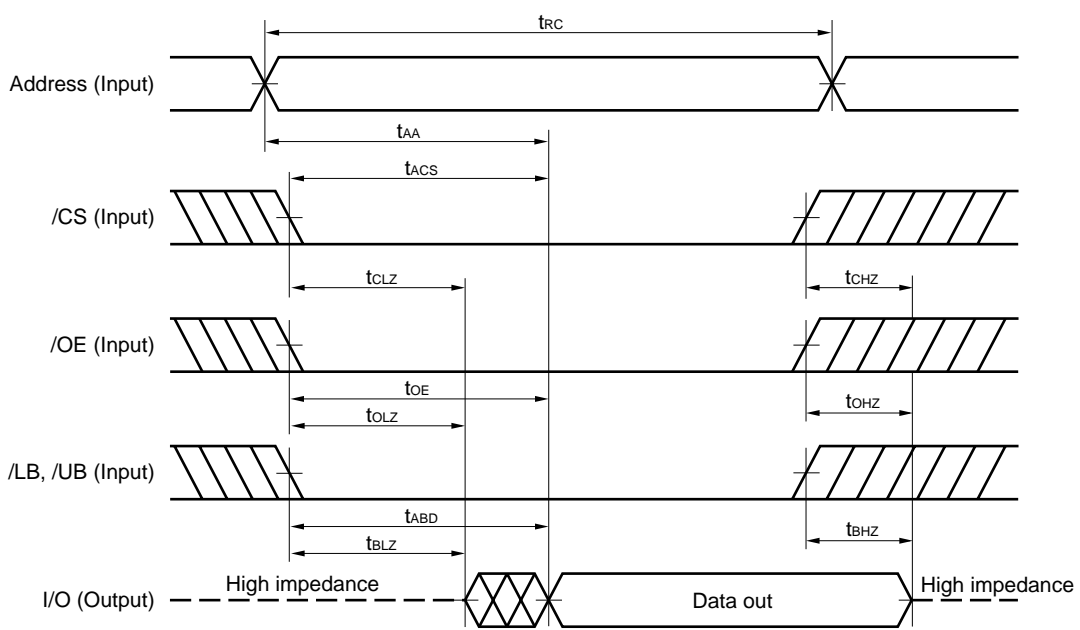 tRC
Address (Input)
tAA
tACS
/CS (Input)
tCLZ
tCHZ
/OE (Input)
tOE
tOLZ
tOHZ
/LB, /UB (Input)
tABD
tBLZ
tBHZ
I/O (Output)
High impedance
Data out
High impedance